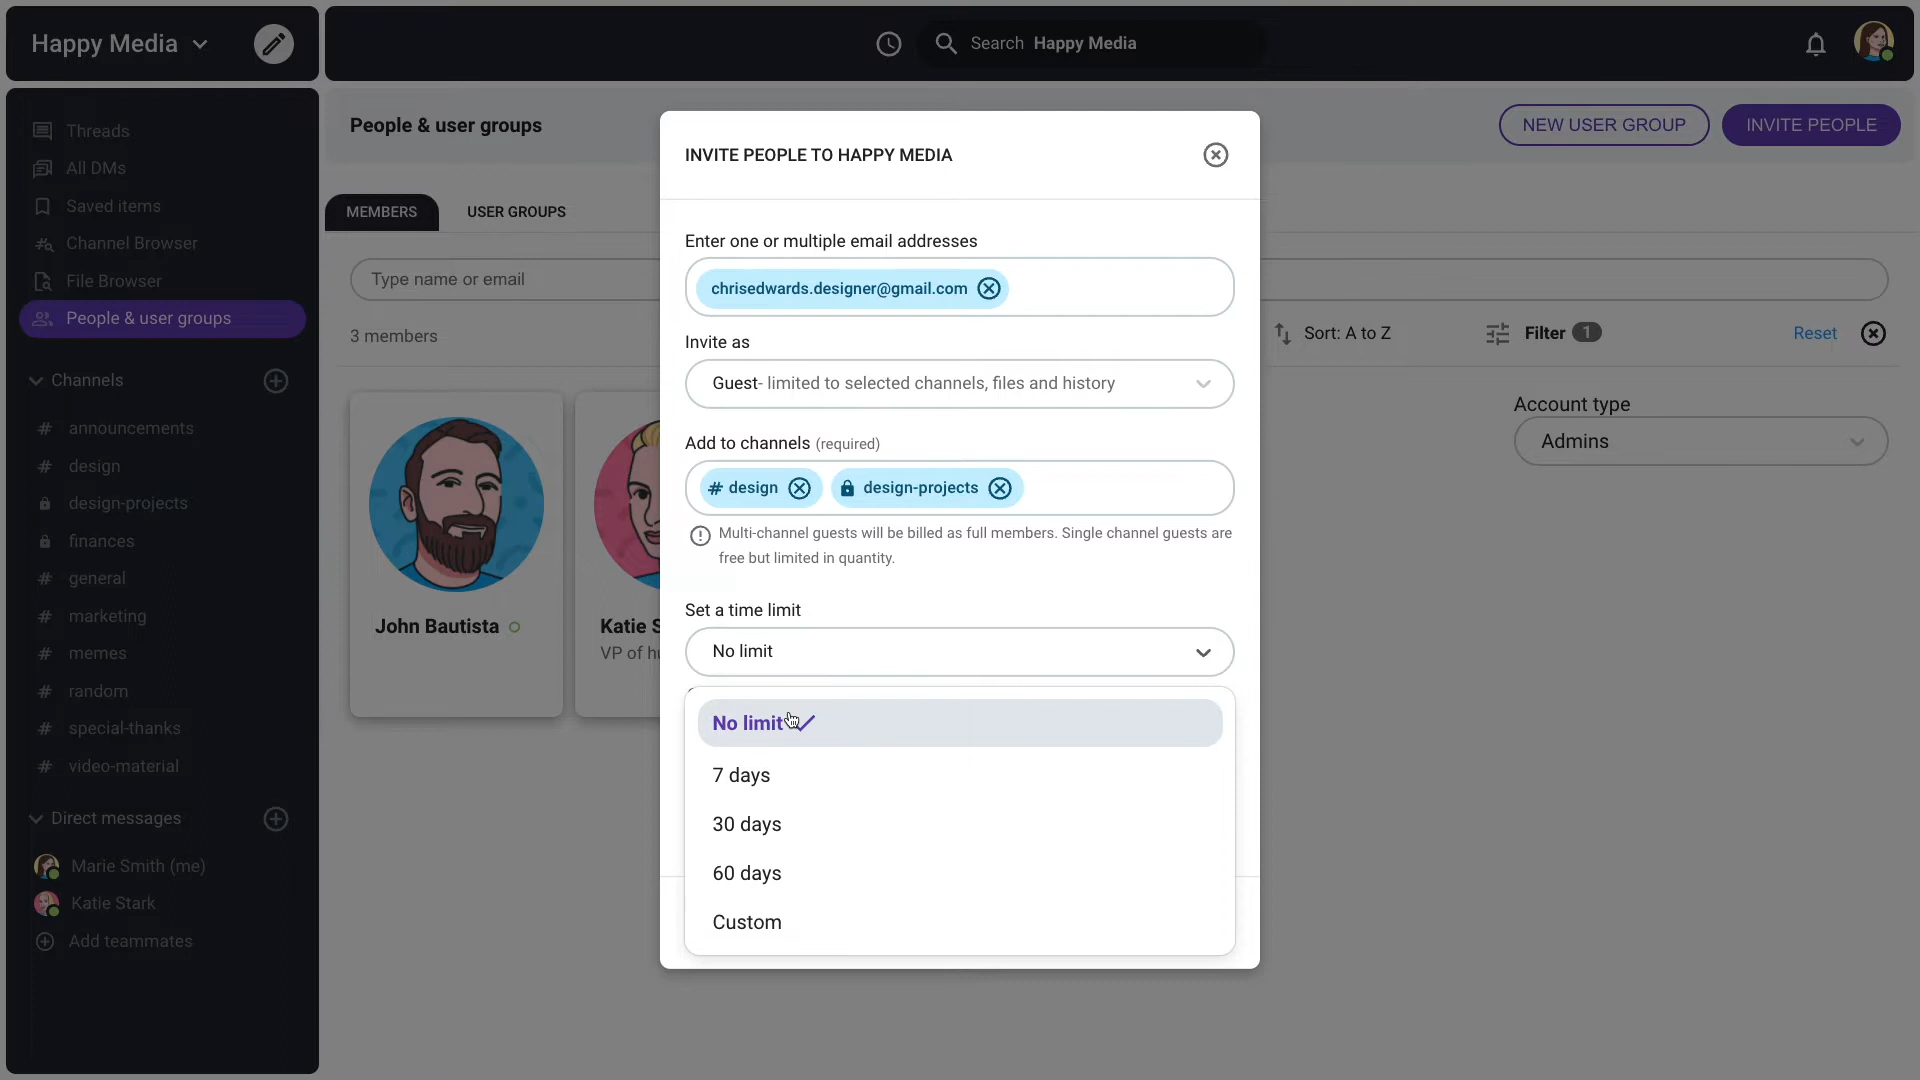 Happy Media
Search Happy Media
Threads
All DMs
Saved items
Channel Browser
File Browser
People & user groups
Channels
# announcements
# design
design-projects
finances
# general
# marketing
# memes
# random
# special-thanks
# video-material
Direct messages
Marie Smith (me)
Katie Stark
Add teammates
People & user groups
NEW USER GROUP
INVITE PEOPLE
MEMBERS
USER GROUPS
Type name or email
3 members
Sort: A to Z
Filter 1
Reset
Account type
Admins
John Bautista
Katie S
VP of hu
INVITE PEOPLE TO HAPPY MEDIA
Enter one or multiple email addresses
chrisedwards.designer@gmail.com
Invite as
Guest- limited to selected channels, files and history
Add to channels (required)
# design
design-projects
Multi-channel guests will be billed as full members. Single channel guests are
free but limited in quantity.
Set a time limit
No limit
No limit
7 days
30 days
60 days
Custom